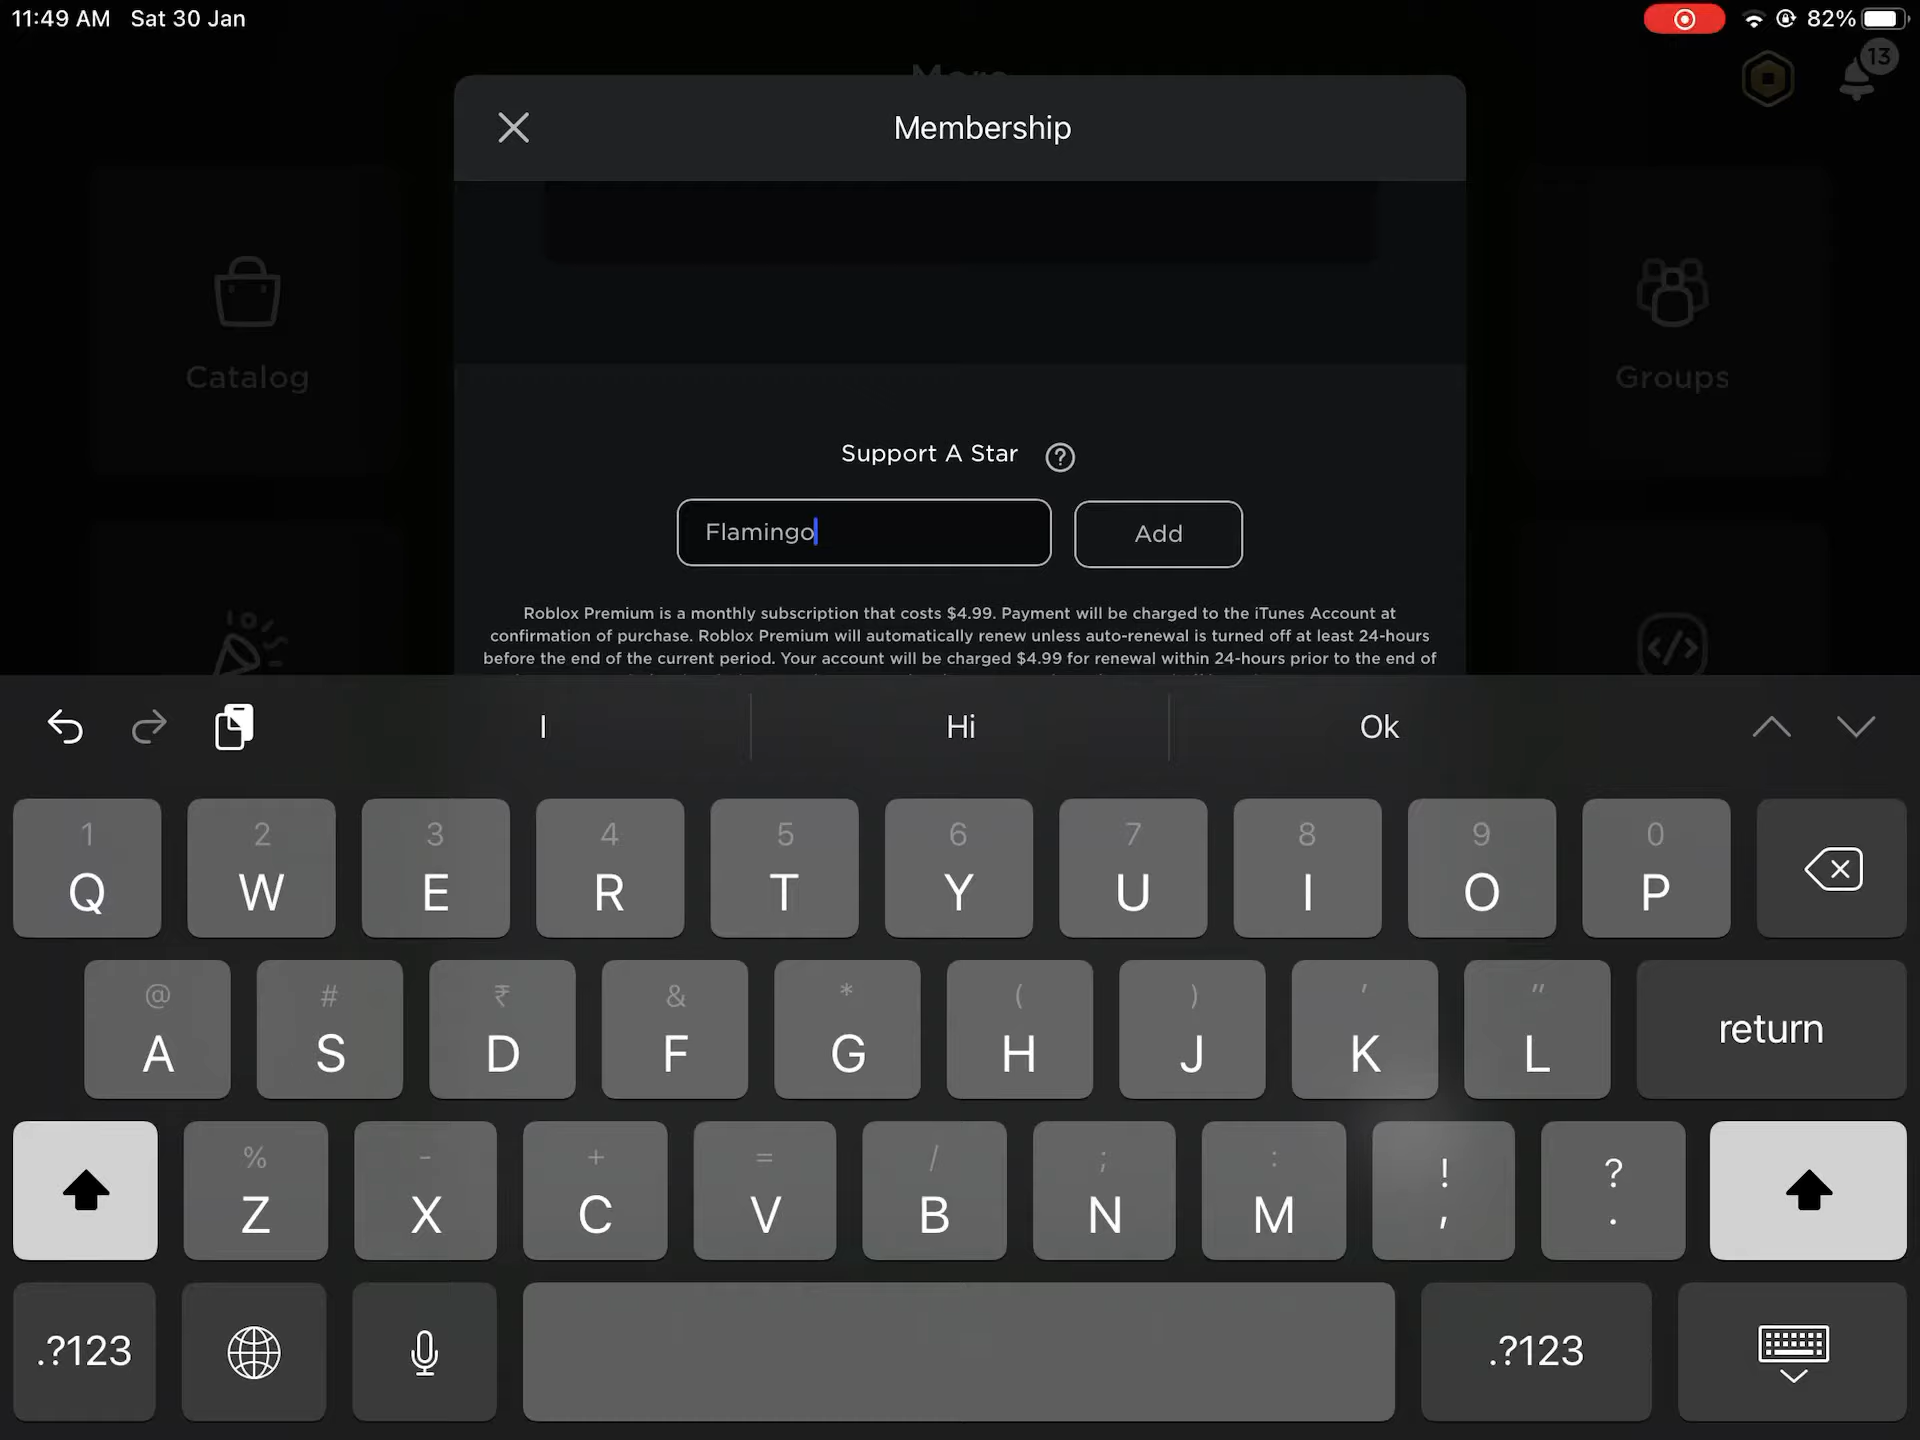 11:49 AM Sat 30 Jan
82%
13
Membership
Catalog
Groups
Support A Star ?
Flamingo
Add
Roblox Premium is a monthly subscription that costs $4.99. Payment will be charged to the iTunes Account at
confirmation of purchase. Roblox Premium will automatically renew unless auto-renewal is turned off at least 24-hours
before the end of the current period. Your account will be charged $4.99 for renewal within 24-hours prior to the end of
I Hi Ok
1 2 3 4 5 6 7 8 9 0
Q W E R T Y U I O P
@ # ₹ & * ( ) ' "
A S D F G H J K L return
% - + = / ; : ! ?
Z X C V B N M , .
.?123 .?123